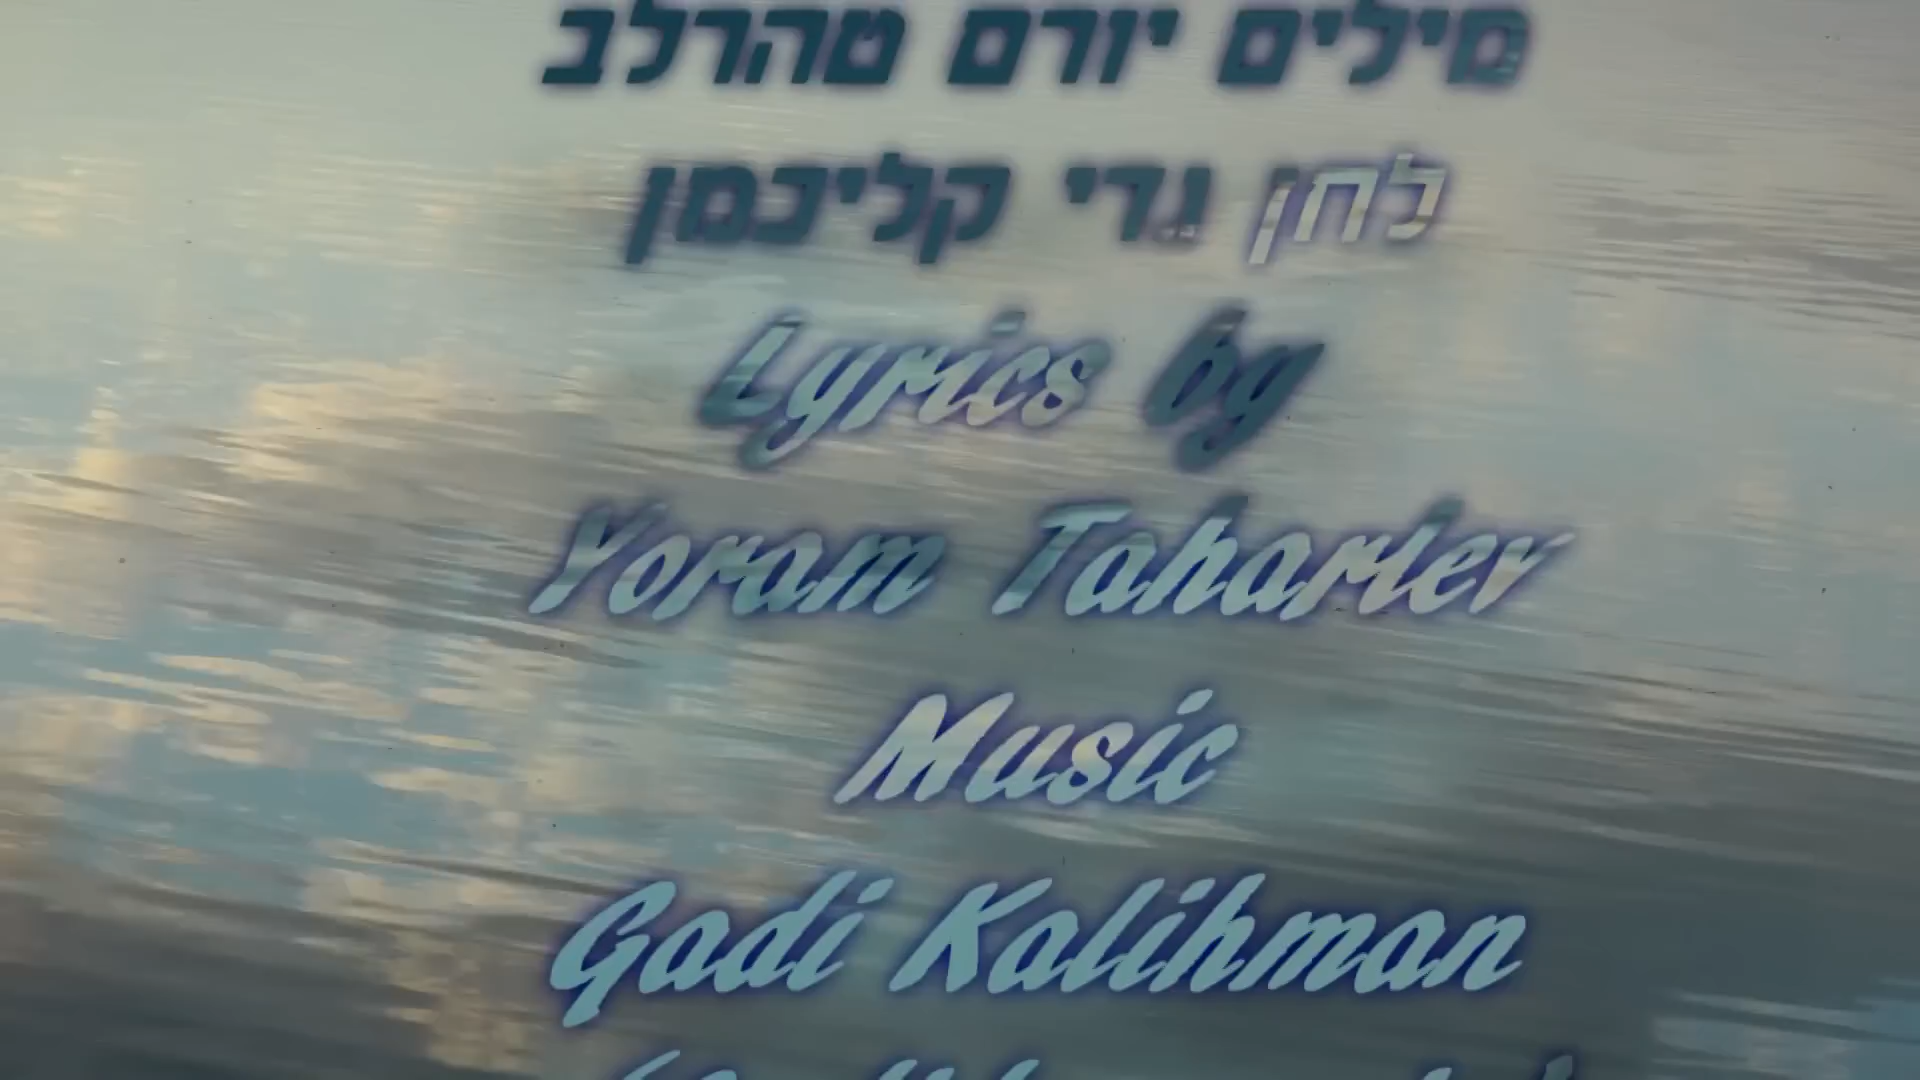 מילים יורם טהרלב
לחן גדי קליכמן
Lyrics by
Yoram Taharlev
Music
Gadi Kalihman